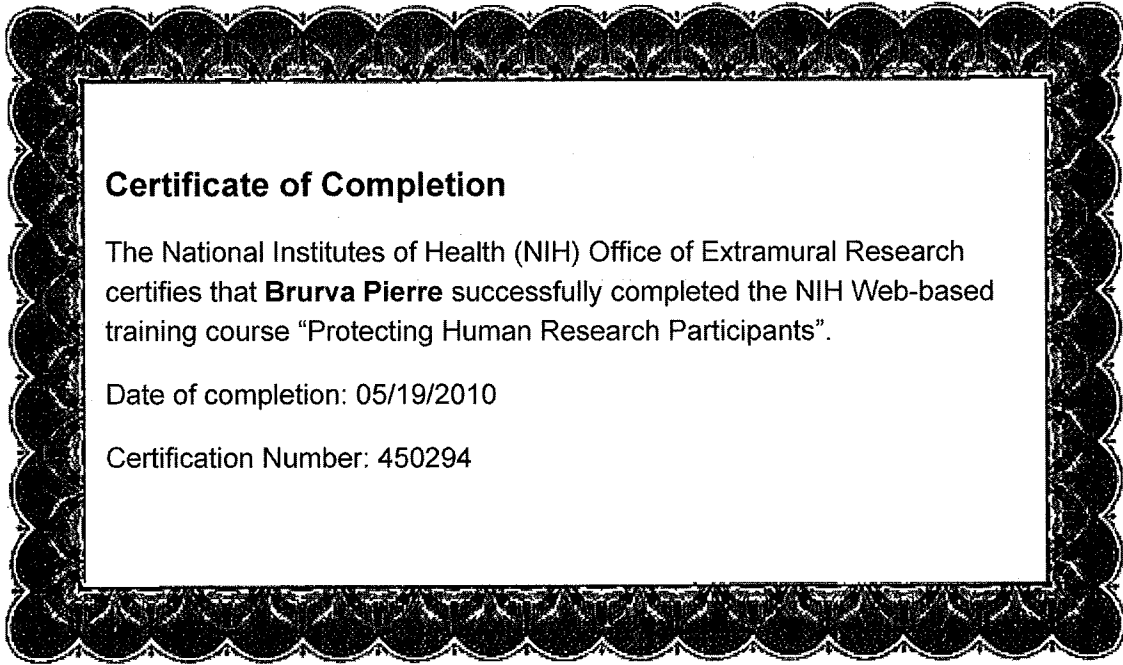 Certificate of Completion
The National Institutes of Health (NIH) Office of Extramural Research
certifies that Brurva Pierre successfully completed the NIH Web-based
training course “Protecting Human Research Participants”.
Date of completion: 05/19/2010
Certification Number: 450294